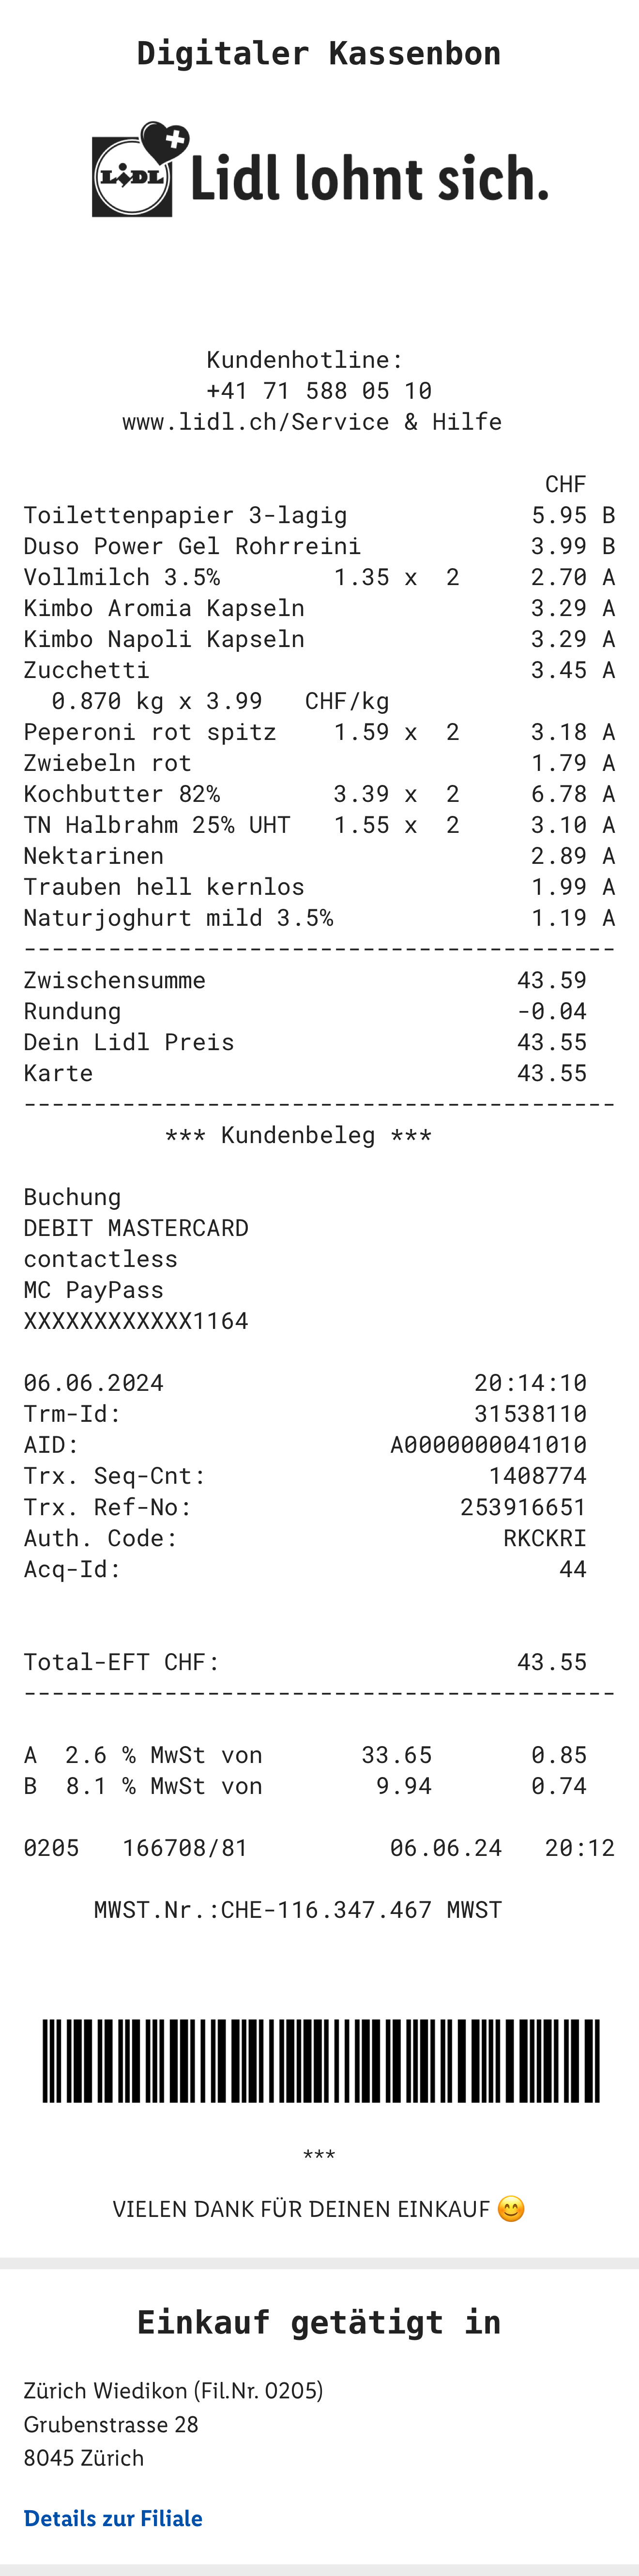 Digitaler Kassenbon
LIDL
Lidl lohnt sich.
Kundenhotline:
+41 71 588 05 10
www.lidl.ch/Service & Hilfe
CHF
Toilettenpapier 3-lagig 5.95 B
Duso Power Gel Rohrreini 3.99 B
Vollmilch 3.5% 1.35 x 2 2.70 A
Kimbo Aromia Kapseln 3.29 A
Kimbo Napoli Kapseln 3.29 A
Zucchetti 3.45 A
0.870 kg x 3.99 CHF/kg
Peperoni rot spitz 1.59 x 2 3.18 A
Zwiebeln rot 1.79 A
Kochbutter 82% 3.39 x 2 6.78 A
TN Halbrahm 25% UHT 1.55 x 2 3.10 A
Nektarinen 2.89 A
Trauben hell kernlos 1.99 A
Naturjoghurt mild 3.5% 1.19 A
------------------------------------------
Zwischensumme 43.59
Rundung -0.04
Dein Lidl Preis 43.55
Karte 43.55
------------------------------------------
*** Kundenbeleg ***
Buchung
DEBIT MASTERCARD
contactless
MC PayPass
XXXXXXXXXXXX1164
06.06.2024 20:14:10
Trm-Id: 31538110
AID: A0000000041010
Trx. Seq-Cnt: 1408774
Trx. Ref-No: 253916651
Auth. Code: RKCKRI
Acq-Id: 44
Total-EFT CHF: 43.55
------------------------------------------
A 2.6 % MwSt von 33.65 0.85
B 8.1 % MwSt von 9.94 0.74
0205 166708/81 06.06.24 20:12
MWST.Nr.:CHE-116.347.467 MWST
***
VIELEN DANK FÜR DEINEN EINKAUF 😊
Einkauf getätigt in
Zürich Wiedikon (Fil.Nr. 0205)
Grubenstrasse 28
8045 Zürich
Details zur Filiale